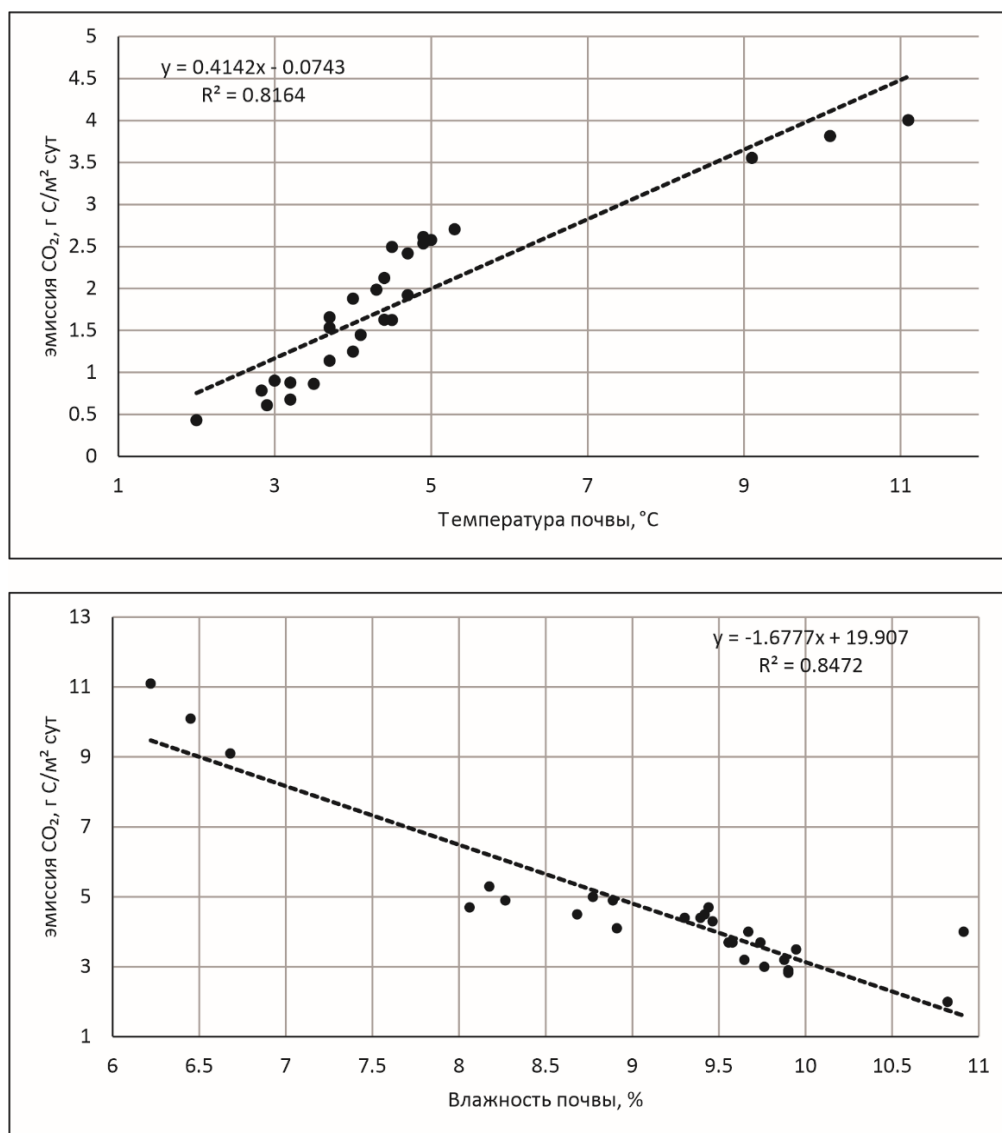 y = 0.4142x - 0.0743
R² = 0.8164
эмиссия CO₂, г С/м² сут
5
4.5
4
3.5
3
2.5
2
1.5
1
0.5
0
1 3 5 7 9 11
Температура почвы, °С
y = -1.6777x + 19.907
R² = 0.8472
эмиссия CO₂, г С/м² сут
13
11
9
7
5
3
1
6 6.5 7 7.5 8 8.5 9 9.5 10 10.5 11
Влажность почвы, %